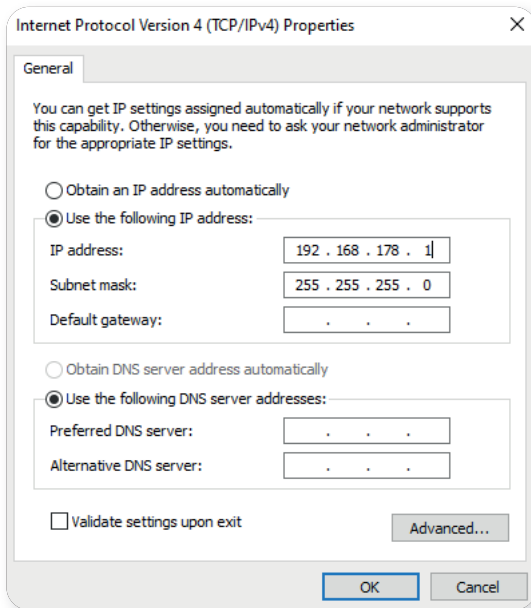 Internet Protocol Version 4 (TCP/IPv4) Properties
General
You can get IP settings assigned automatically if your network supports
this capability. Otherwise, you need to ask your network administrator
for the appropriate IP settings.
Obtain an IP address automatically
Use the following IP address:
IP address: 192 . 168 . 178 . 1
Subnet mask: 255 . 255 . 255 . 0
Default gateway: . . .
Obtain DNS server address automatically
Use the following DNS server addresses:
Preferred DNS server: . . .
Alternative DNS server: . . .
Validate settings upon exit
Advanced...
OK Cancel